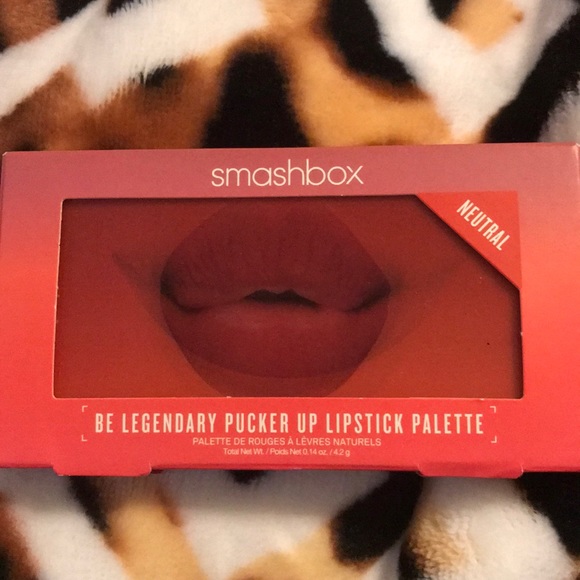 smashbox
NEUTRAL
BE LEGENDARY PUCKER UP LIPSTICK PALETTE
PALETTE DE ROUGES À LÈVRES NATURELS
Total Net Wt. / Poids Net 0.14 oz. / 4.2 g